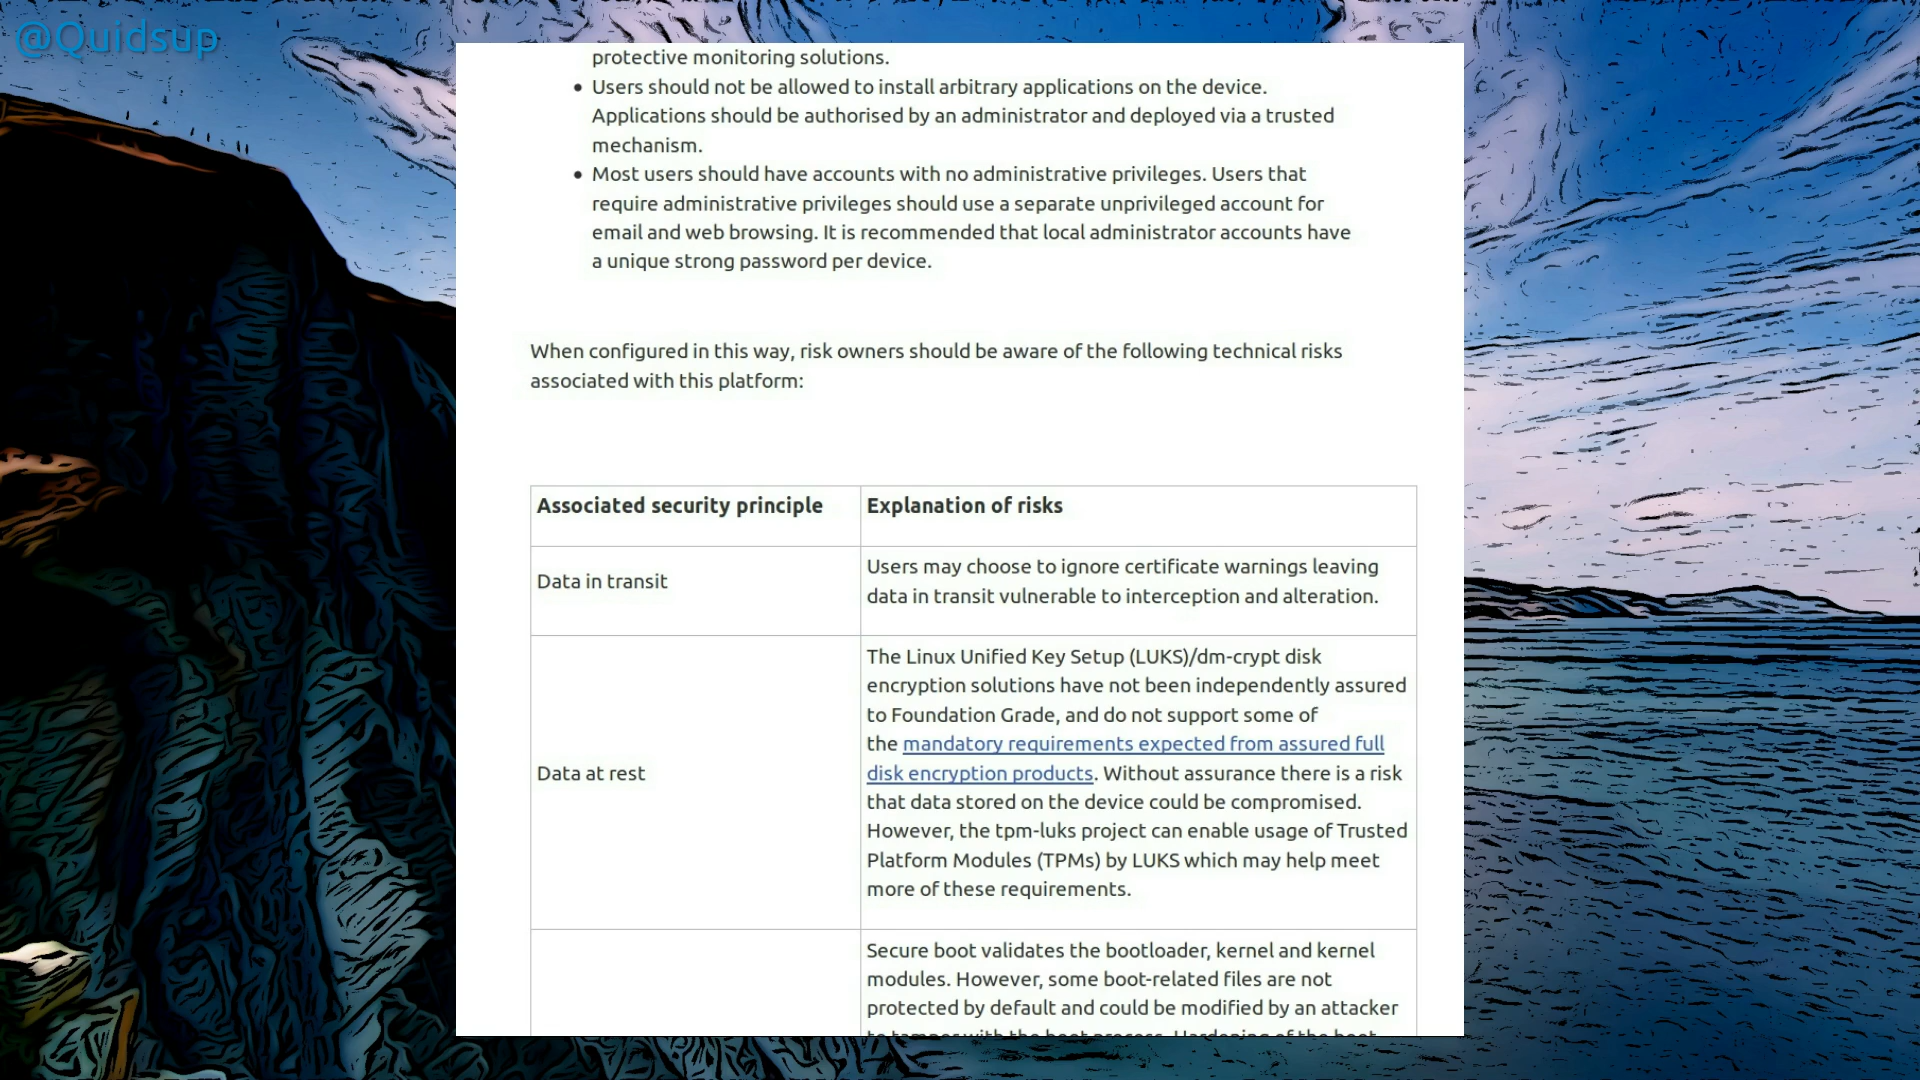 @Quidsup
protective monitoring solutions.
• Users should not be allowed to install arbitrary applications on the device.
Applications should be authorised by an administrator and deployed via a trusted
mechanism.
• Most users should have accounts with no administrative privileges. Users that
require administrative privileges should use a separate unprivileged account for
email and web browsing. It is recommended that local administrator accounts have
a unique strong password per device.
When configured in this way, risk owners should be aware of the following technical risks
associated with this platform:
Associated security principle
Explanation of risks
Data in transit
Users may choose to ignore certificate warnings leaving
data in transit vulnerable to interception and alteration.
Data at rest
The Linux Unified Key Setup (LUKS)/dm-crypt disk
encryption solutions have not been independently assured
to Foundation Grade, and do not support some of
the mandatory requirements expected from assured full
disk encryption products. Without assurance there is a risk
that data stored on the device could be compromised.
However, the tpm-luks project can enable usage of Trusted
Platform Modules (TPMs) by LUKS which may help meet
more of these requirements.
Secure boot validates the bootloader, kernel and kernel
modules. However, some boot-related files are not
protected by default and could be modified by an attacker
to tamper with the boot process. Hardening of the boot